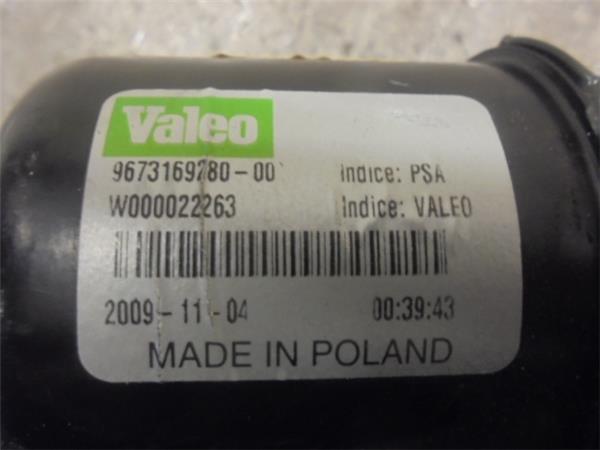 Valeo
9673169280-00 Indice: PSA
W000022263 Indice: VALEO
2009-11-04 00:39:43
MADE IN POLAND